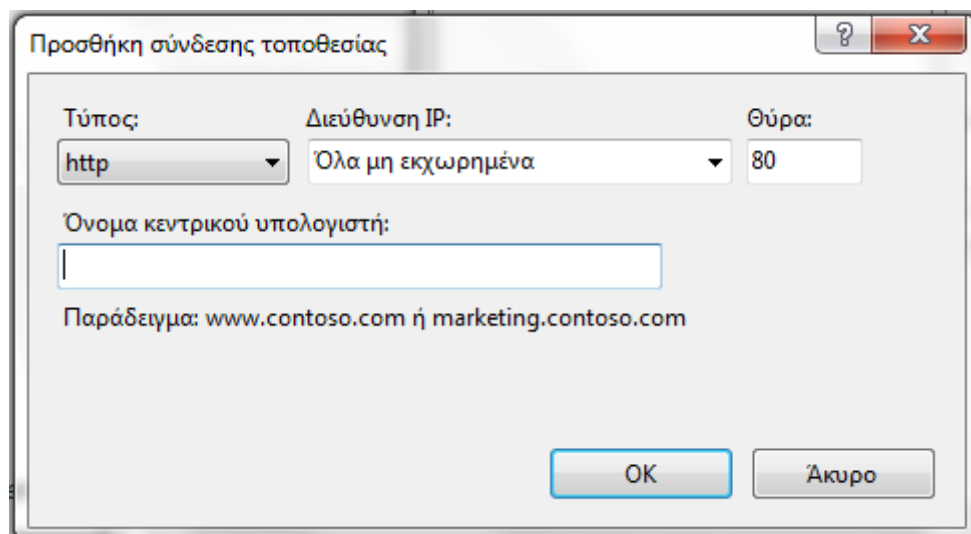 Προσθήκη σύνδεσης τοποθεσίας
Τύπος: Διεύθυνση IP: Θύρα:
http Όλα μη εκχωρημένα 80
Όνομα κεντρικού υπολογιστή:
Παράδειγμα: www.contoso.com ή marketing.contoso.com
OK Άκυρο